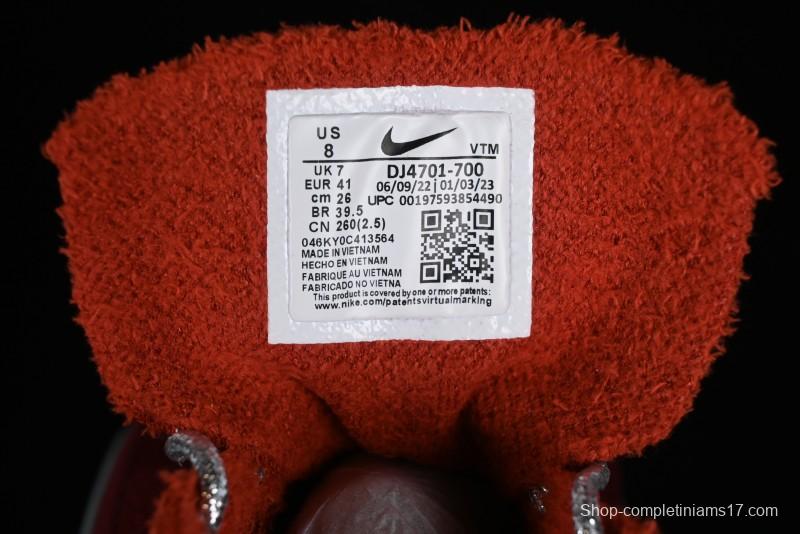 US
8
VTM
UK 7
DJ4701-700
EUR 41
06/09/22 | 01/03/23
cm 26
UPC 00197593854490
BR 39.5
CN 260(2.5)
046KY0C413564
MADE IN VIETNAM
HECHO EN VIETNAM
FABRIQUE AU VIETNAM
FABRICADO NO VIETNA
This product is covered by one or more patents:
www.nike.com/patentsvirtualmarking
Shop-completiniams17.com